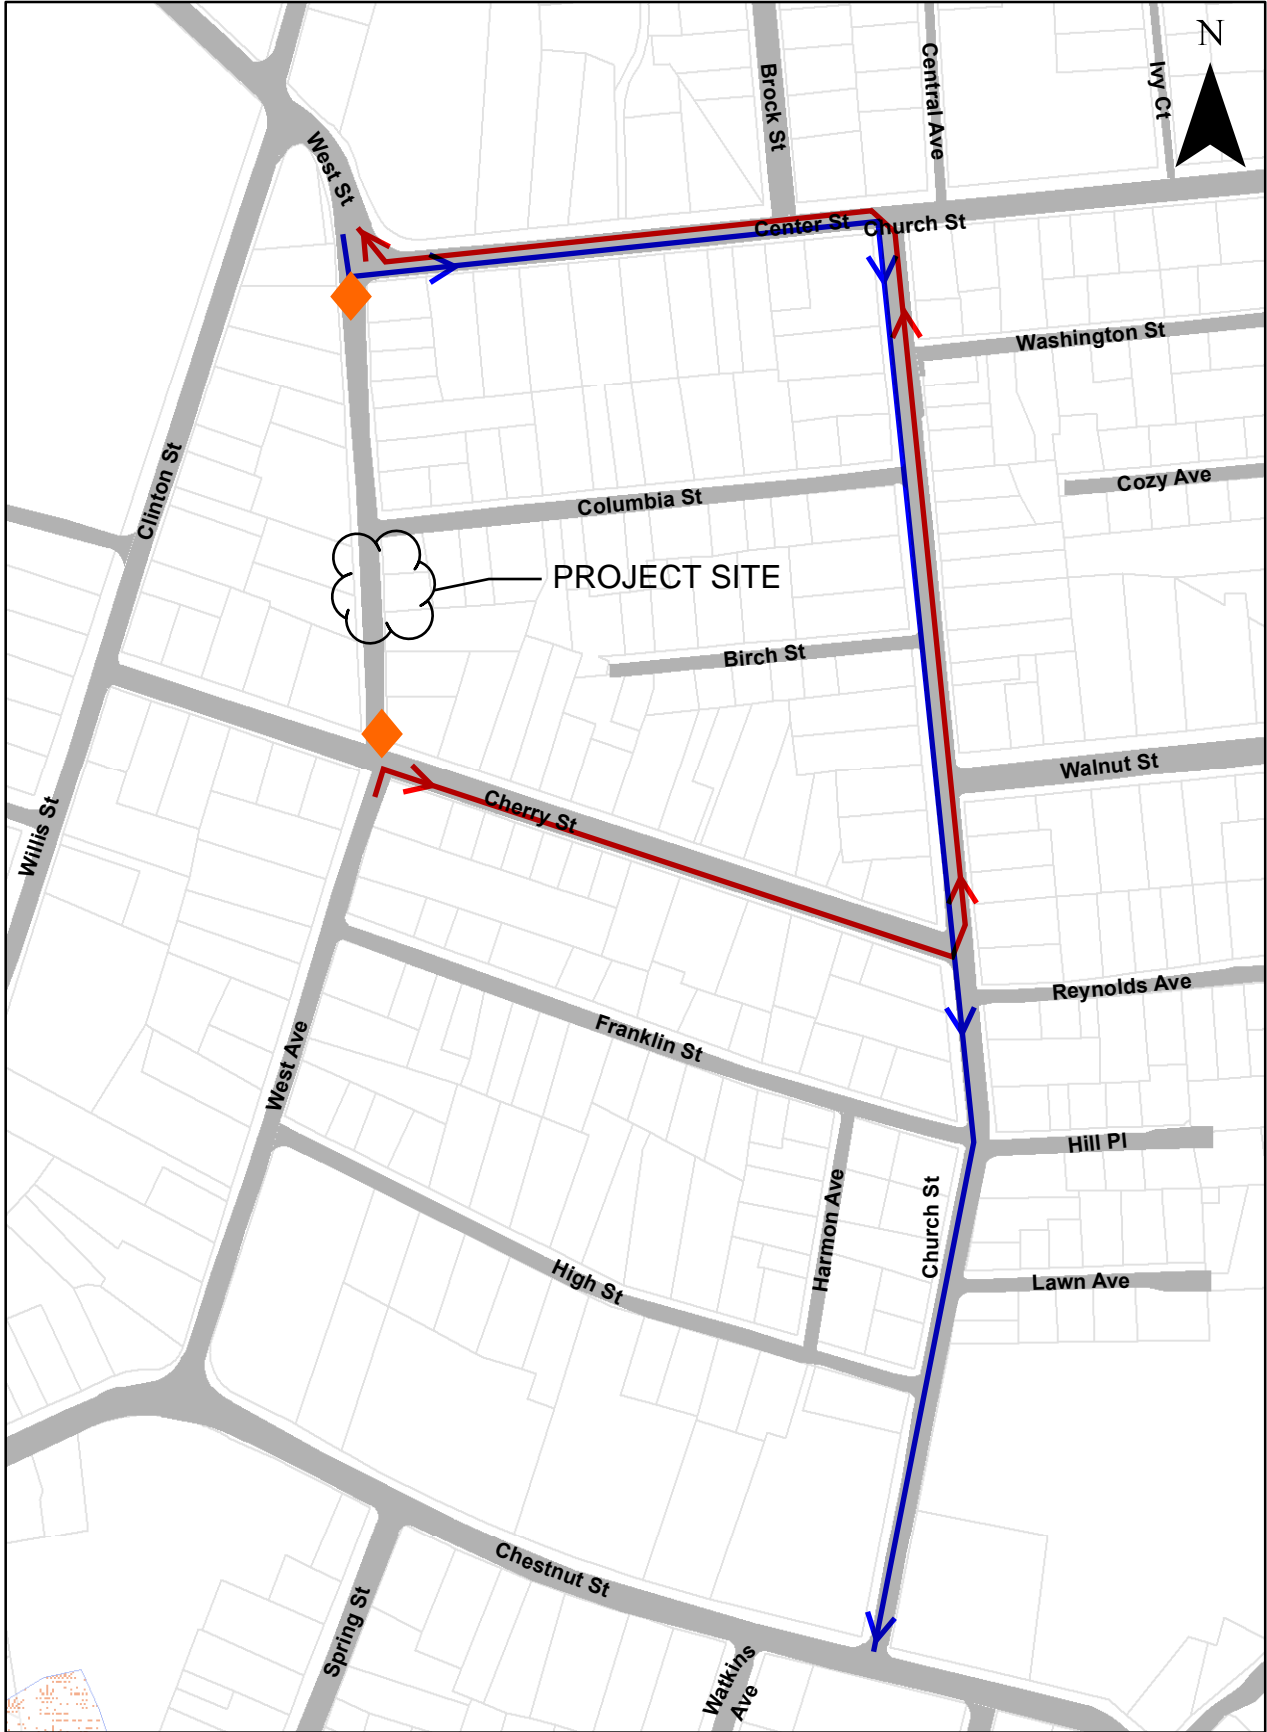 N
Brock St
Central Ave
Ivy Ct
West St
Center St
Church St
Washington St
Clinton St
Columbia St
Cozy Ave
PROJECT SITE
Birch St
Walnut St
Willis St
Cherry St
Reynolds Ave
Franklin St
West Ave
Hill Pl
Harmon Ave
Church St
High St
Lawn Ave
Chestnut St
Spring St
Watkins
Ave